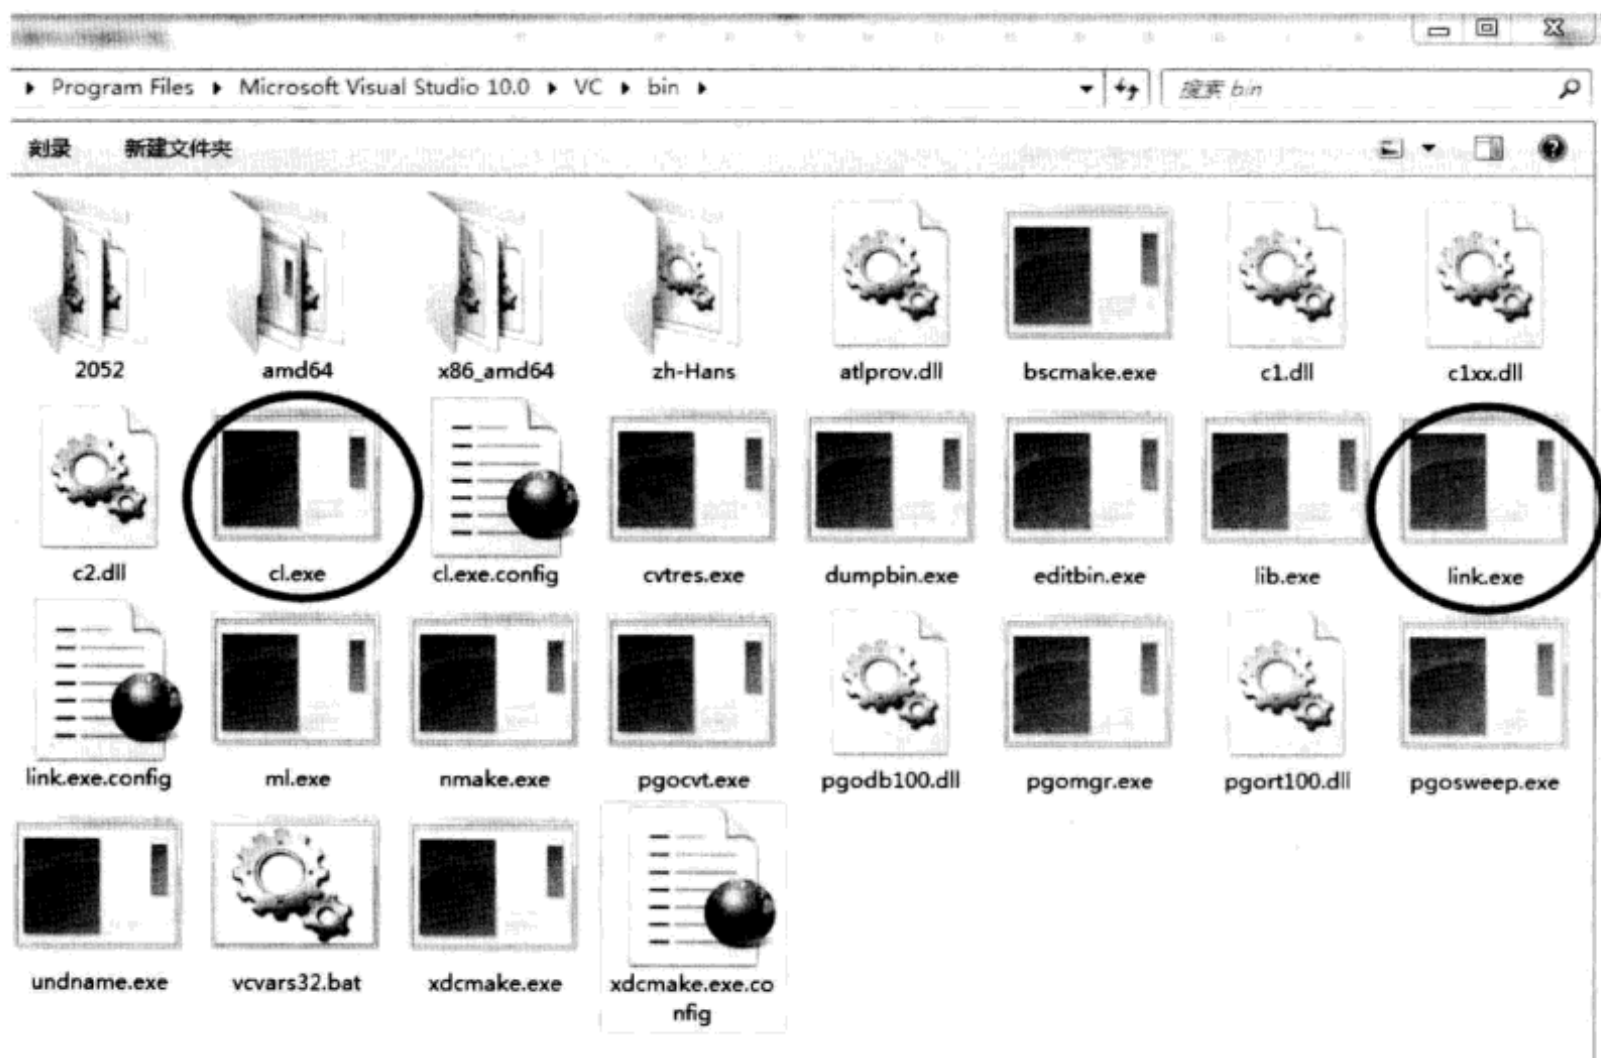 Program Files Microsoft Visual Studio 10.0 VC bin 搜索 bin
刻录 新建文件夹
2052 amd64 x86_amd64 zh-Hans atlprov.dll bscmake.exe c1.dll c1xx.dll
c2.dll cl.exe cl.exe.config cvtres.exe dumpbin.exe editbin.exe lib.exe link.exe
link.exe.config ml.exe nmake.exe pgocvt.exe pgodb100.dll pgomgr.exe pgort100.dll pgosweep.exe
undname.exe vcvars32.bat xdcmake.exe xdcmake.exe.co
nfig